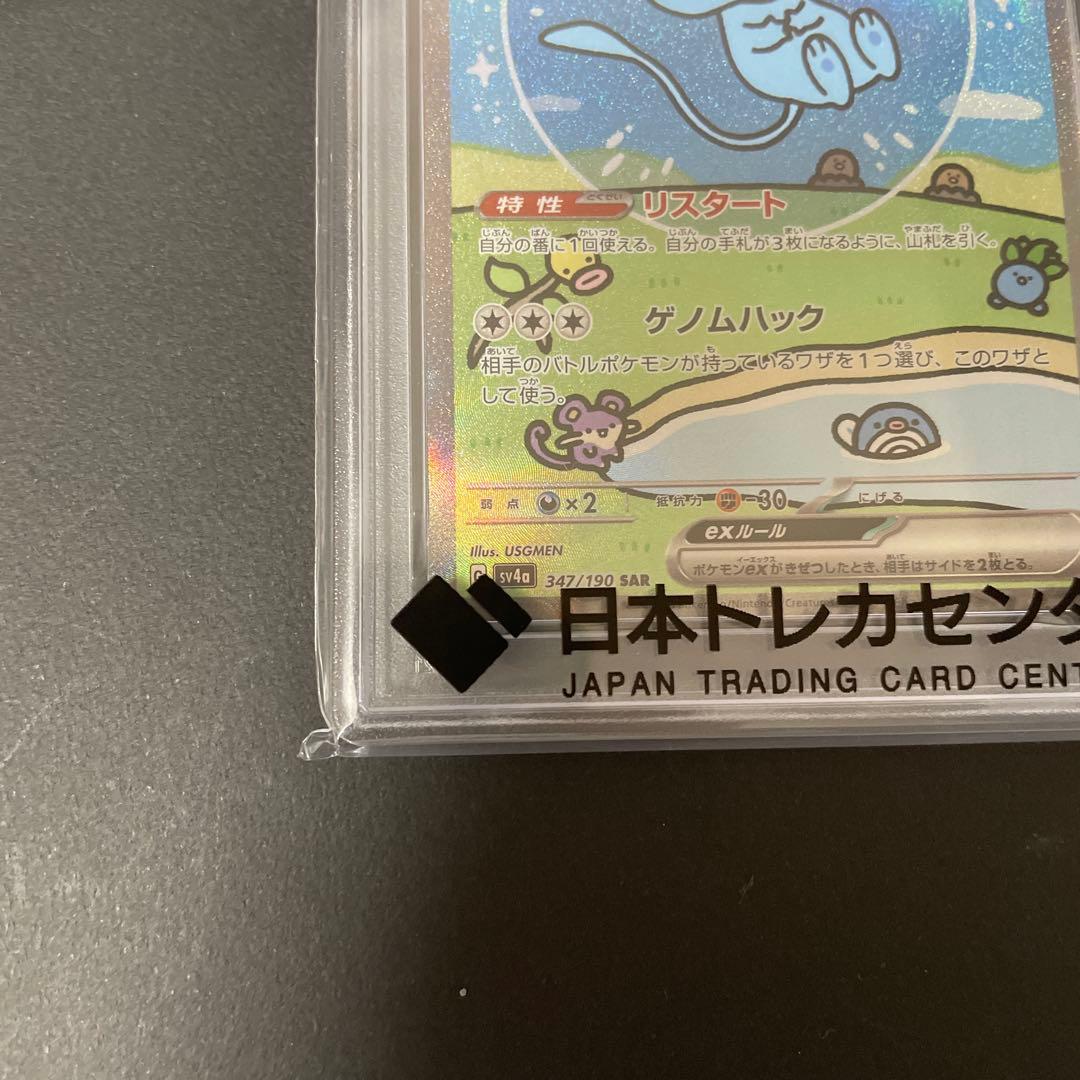 特性 とくせい リスタート
自分の番に1回使える。自分の手札が3枚になるように、山札を引く。
ゲノムハック
相手のバトルポケモンが持っているワザを1つ選び、このワザと
して使う。
弱点 ×2 抵抗力 -30 にげる
exルール
ポケモンexがきぜつしたとき、相手はサイドを2枚とる。
Illus. USGMEN
G sv4a 347/190 SAR
日本トレカセンタ
JAPAN TRADING CARD CENT